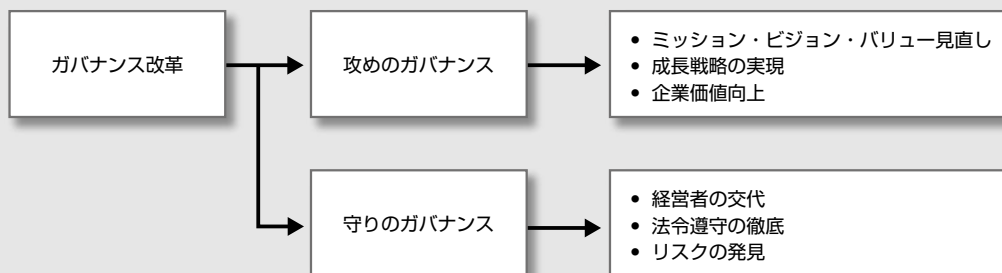 ガバナンス改革
攻めのガバナンス
• ミッション・ビジョン・バリュー見直し
• 成長戦略の実現
• 企業価値向上
守りのガバナンス
• 経営者の交代
• 法令遵守の徹底
• リスクの発見